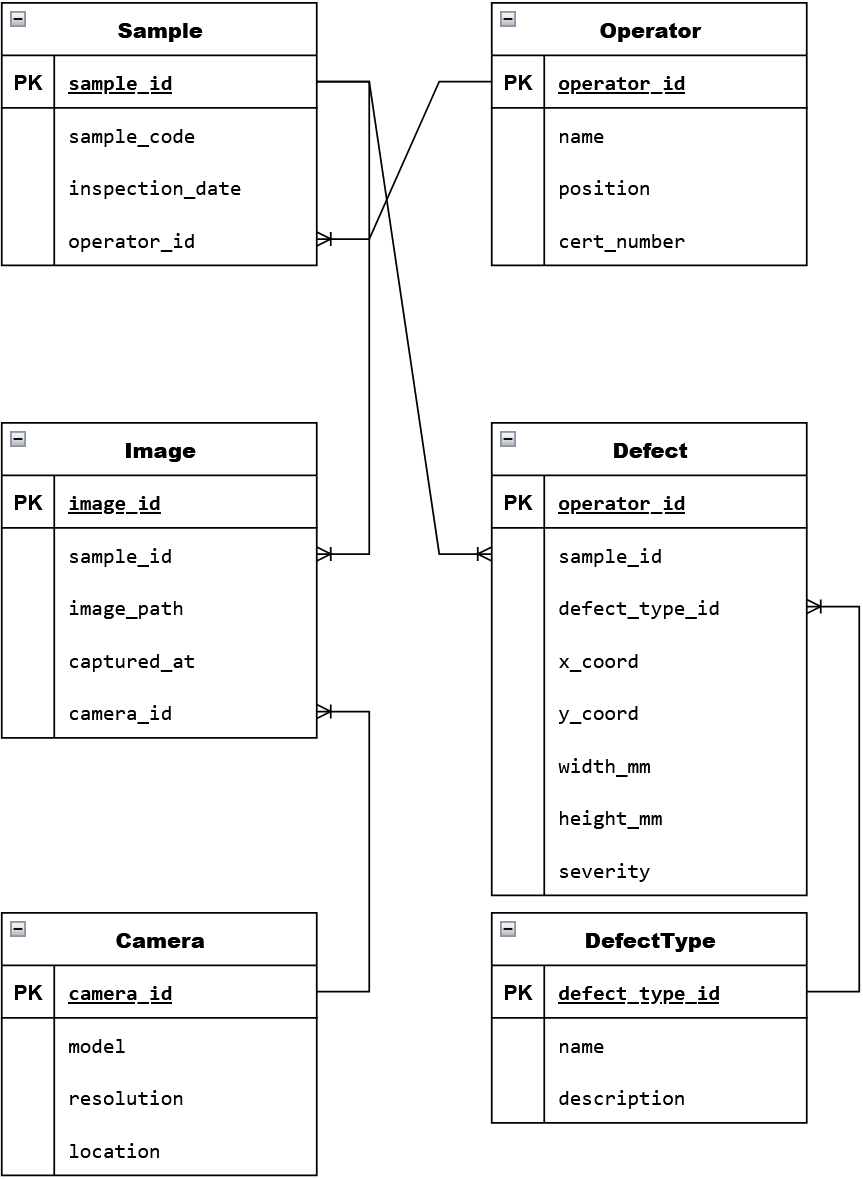 Sample
PK sample_id
sample_code
inspection_date
operator_id
Operator
PK operator_id
name
position
cert_number
Image
PK image_id
sample_id
image_path
captured_at
camera_id
Defect
PK operator_id
sample_id
defect_type_id
x_coord
y_coord
width_mm
height_mm
severity
Camera
PK camera_id
model
resolution
location
DefectType
PK defect_type_id
name
description